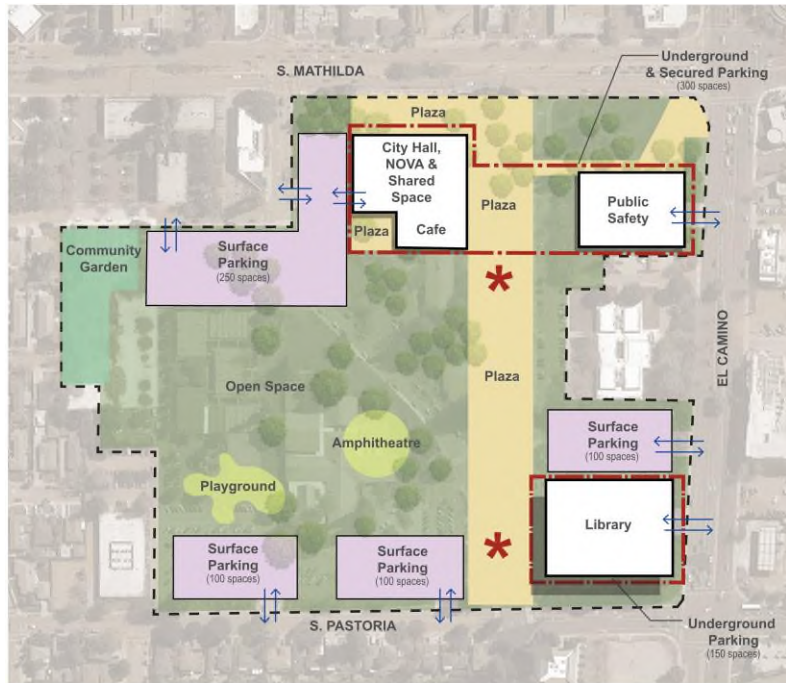 S. MATHILDA
Underground
& Secured Parking
(300 spaces)
Plaza
City Hall,
NOVA &
Shared
Space
Cafe
Plaza
Plaza
Public
Safety
Community
Garden
Surface
Parking
(250 spaces)
*
Open Space
Plaza
EL CAMINO
Amphitheatre
Surface
Parking
(100 spaces)
Playground
Library
*
Surface
Parking
(100 spaces)
Surface
Parking
(100 spaces)
S. PASTORIA
Underground
Parking
(150 spaces)